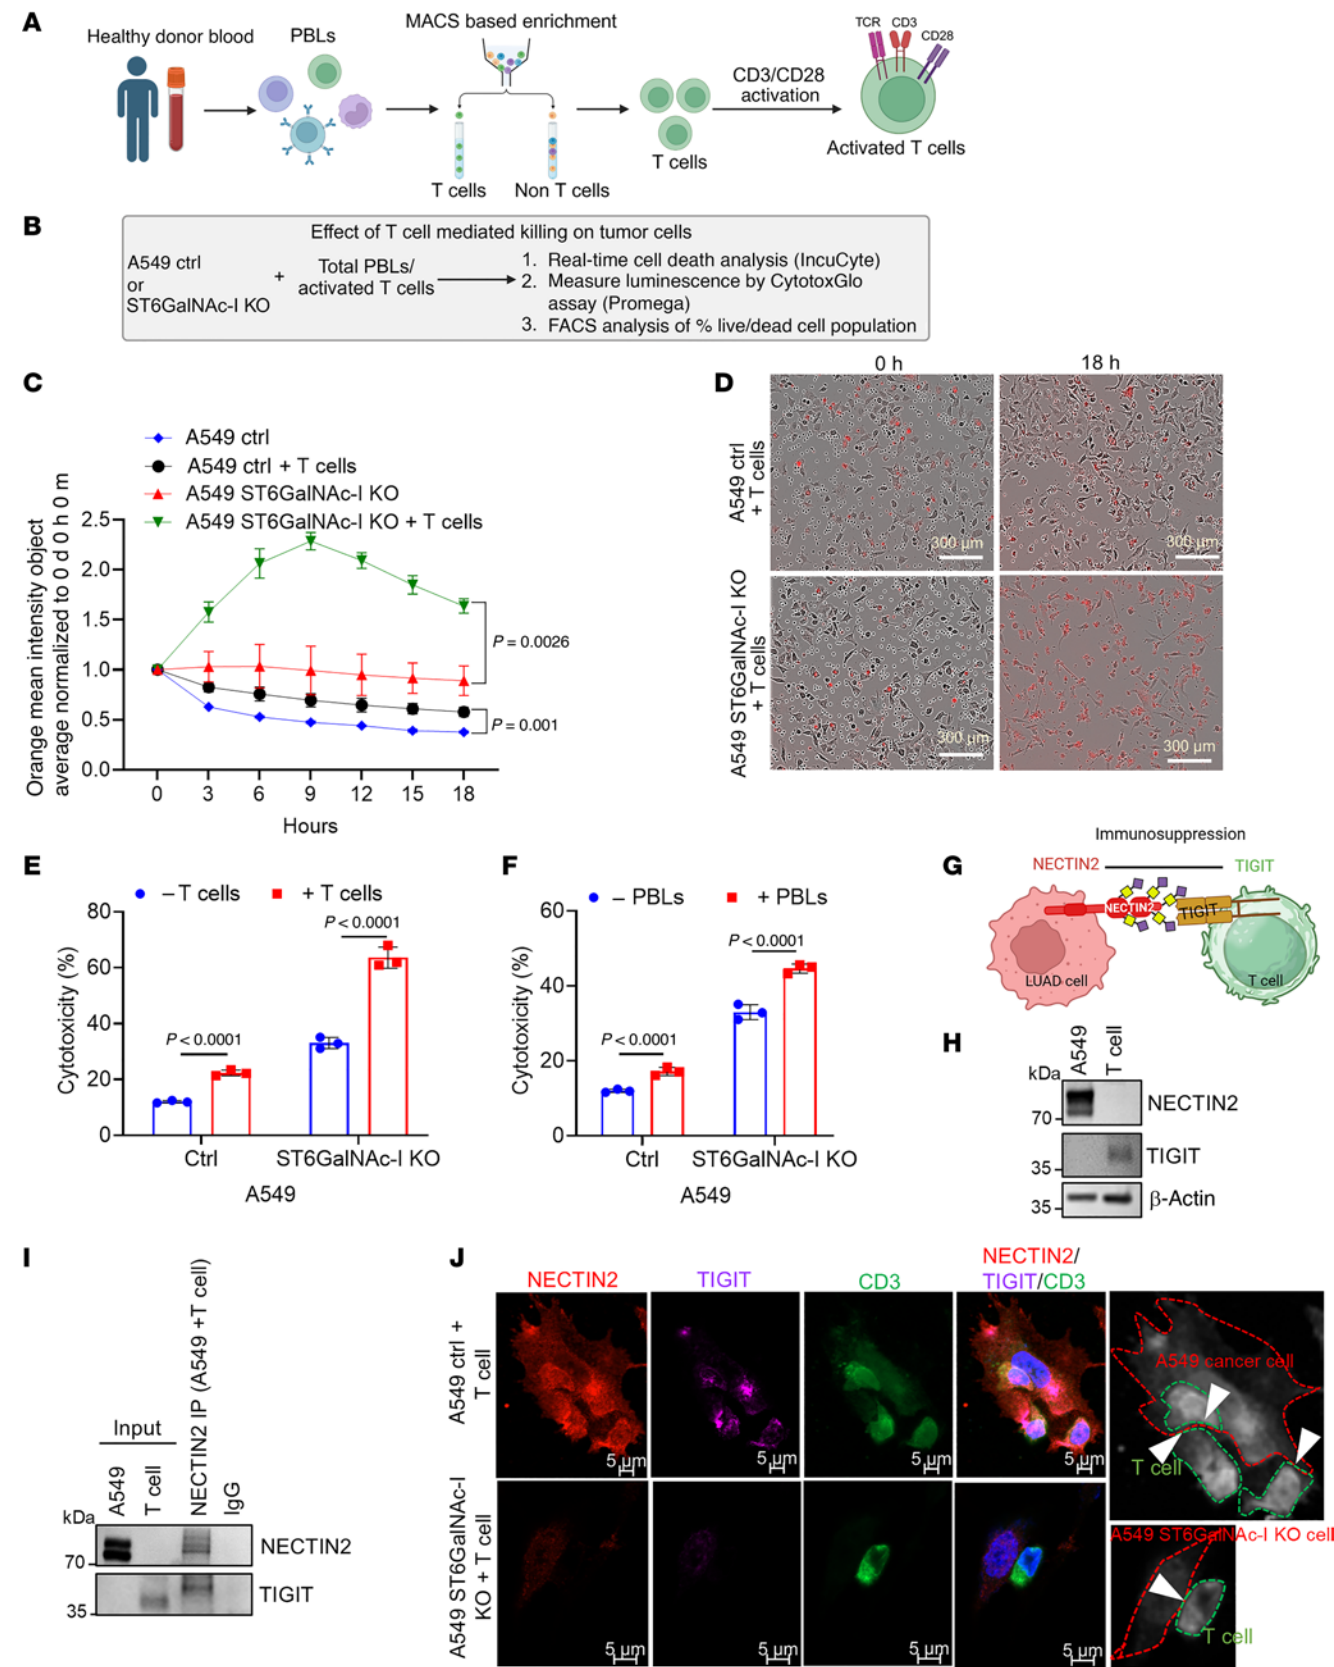 A
Healthy donor blood
PBLs
MACS based enrichment
T cells
Non T cells
T cells
CD3/CD28
activation
TCR
CD3
CD28
Activated T cells
B
Effect of T cell mediated killing on tumor cells
A549 ctrl
or
ST6GalNAc-I KO
+
Total PBLs/
activated T cells
1. Real-time cell death analysis (IncuCyte)
2. Measure luminescence by CytotoxGlo
assay (Promega)
3. FACS analysis of % live/dead cell population
C
A549 ctrl
A549 ctrl + T cells
A549 ST6GalNAc-I KO
A549 ST6GalNAc-I KO + T cells
Orange mean intensity object
average normalized to 0 d 0 h 0 m
2.5
2.0
1.5
1.0
0.5
0.0
0 3 6 9 12 15 18
Hours
P = 0.0026
P = 0.001
D
0 h
18 h
A549 ctrl
+ T cells
A549 ST6GalNAc-I KO
+ T cells
300 µm
300 µm
300 µm
300 µm
E
– T cells
+ T cells
Cytotoxicity (%)
80
60
40
20
0
P < 0.0001
P < 0.0001
Ctrl
ST6GalNAc-I KO
A549
F
– PBLs
+ PBLs
Cytotoxicity (%)
60
40
20
0
P < 0.0001
P < 0.0001
Ctrl
ST6GalNAc-I KO
A549
G
Immunosuppression
NECTIN2
TIGIT
NECTIN2
TIGIT
LUAD cell
T cell
H
A549
T cell
kDa
70
NECTIN2
35
TIGIT
35
β-Actin
I
Input
A549
T cell
NECTIN2 IP (A549 +T cell)
IgG
kDa
70
NECTIN2
35
TIGIT
J
NECTIN2
TIGIT
CD3
NECTIN2/
TIGIT/CD3
A549 ctrl +
T cell
5 µm
5 µm
5 µm
5 µm
A549 cancer cell
T cell
A549 ST6GalNAc-I
KO + T cell
5 µm
5 µm
5 µm
5 µm
A549 ST6GalNAc-I KO cell
T cell